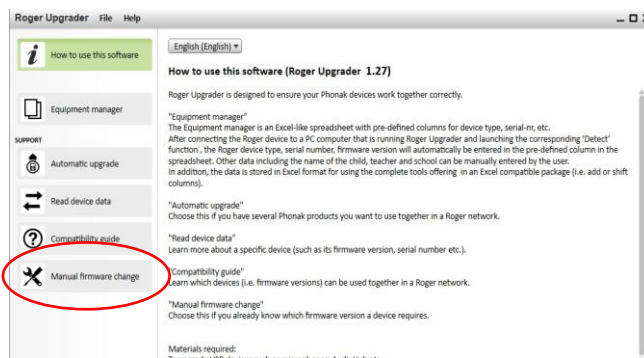 Roger Upgrader File Help
How to use this software
Equipment manager
SUPPORT
Automatic upgrade
Read device data
Compatibility guide
Manual firmware change
English (English)
How to use this software (Roger Upgrader 1.27)
Roger Upgrader is designed to ensure your Phonak devices work together correctly.
"Equipment manager"
The Equipment manager is an Excel-like spreadsheet with pre-defined columns for device type, serial-nr, etc.
After connecting the Roger device to a PC computer that is running Roger Upgrader and launching the corresponding 'Detect'
function , the Roger device type, serial number, firmware version will automatically be entered in the pre-defined column in the
spreadsheet. Other data including the name of the child, teacher and school can be manually entered by the user.
In addition, the data is stored in Excel format for using the complete tools offering in an Excel compatible package (i.e. add or shift
columns).
"Automatic upgrade"
Choose this if you have several Phonak products you want to use together in a Roger network.
"Read device data"
Learn more about a specific device (such as its firmware version, serial number etc.).
"Compatibility guide"
Learn which devices (i.e. firmware versions) can be used together in a Roger network.
"Manual firmware change"
Choose this if you already know which firmware version a device requires.
Materials required: